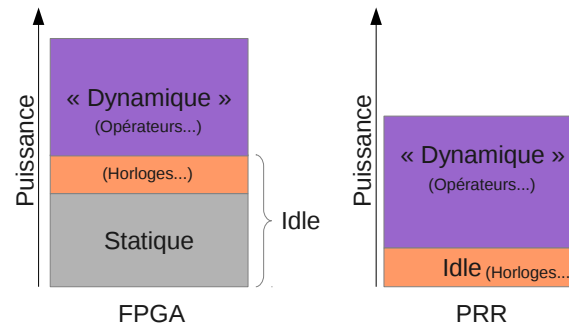 Puissance
« Dynamique »
(Opérateurs...)
(Horloges...)
Statique
Idle
FPGA
Puissance
« Dynamique »
(Opérateurs...)
Idle (Horloges...
PRR